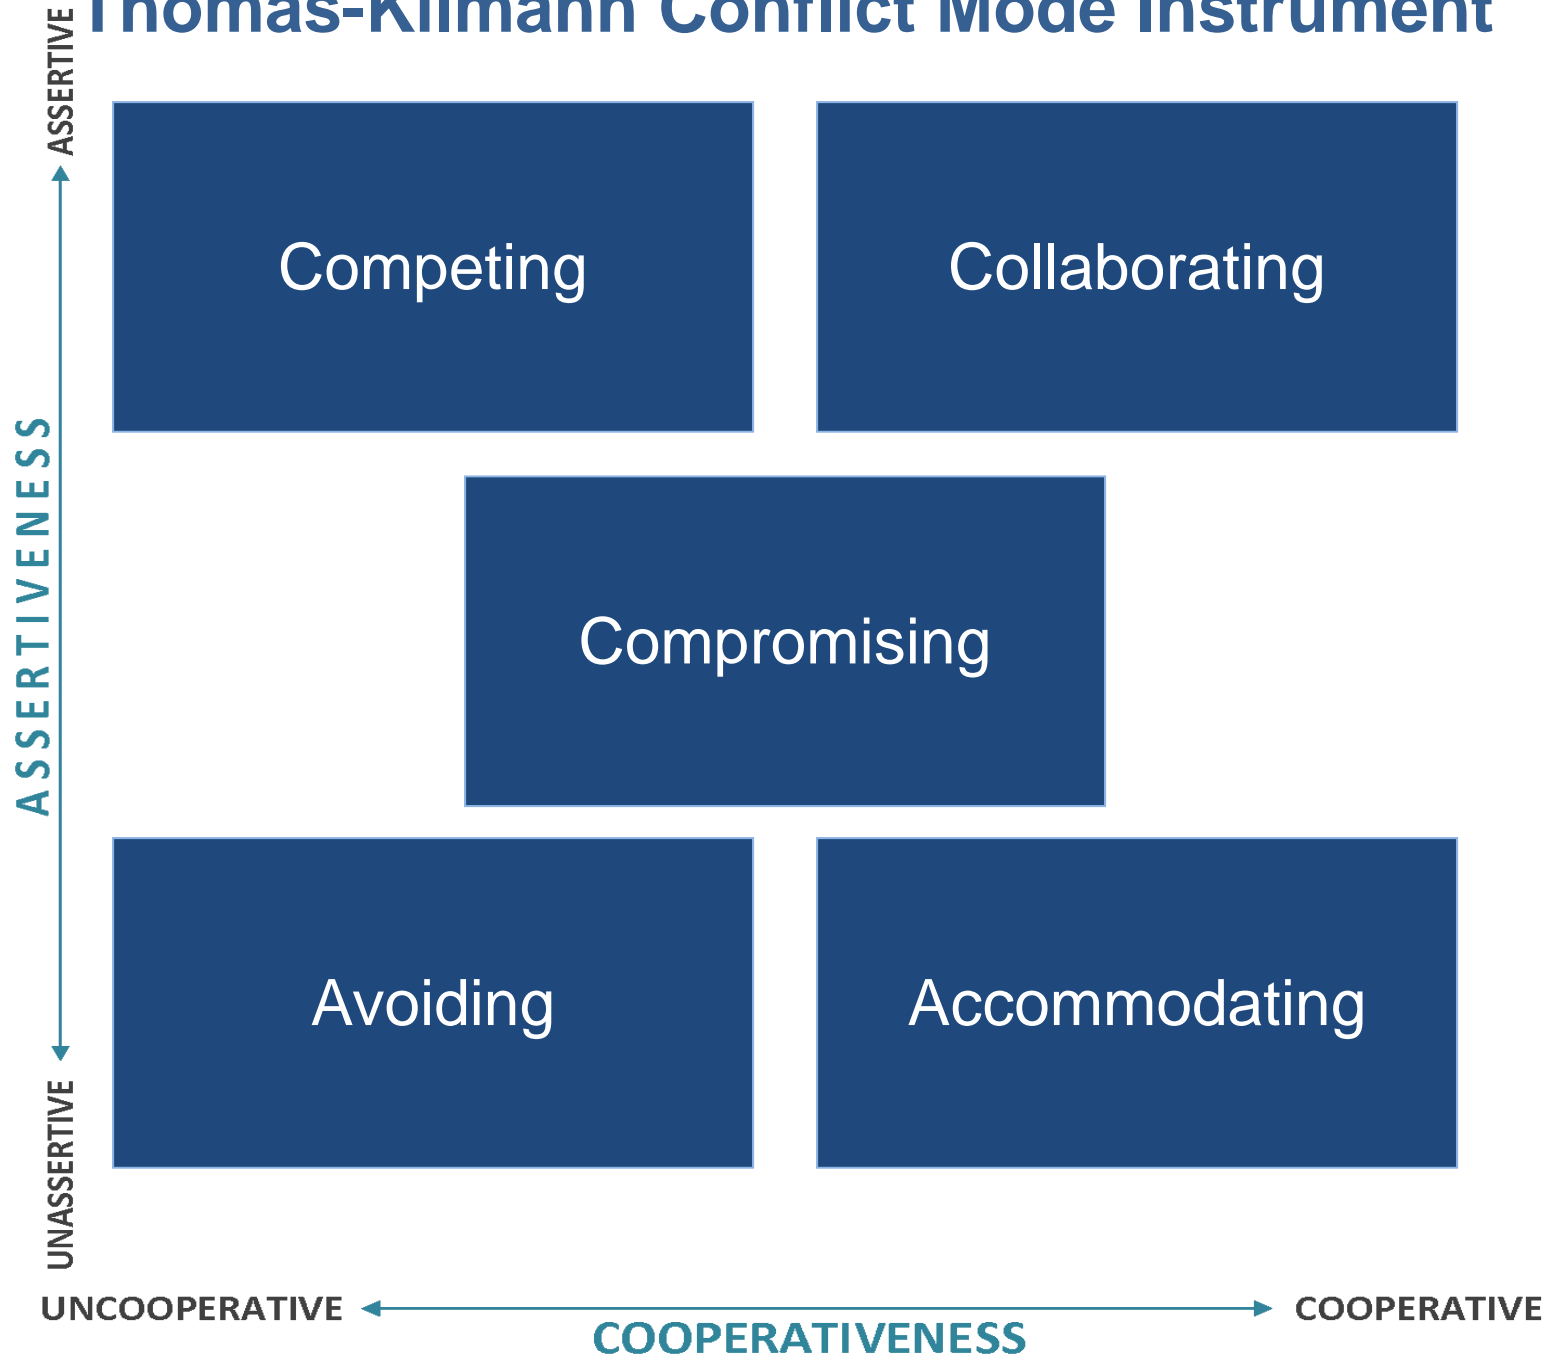 Thomas-Kilmann Conflict Mode Instrument
ASSERTIVE
Competing
Collaborating
ASSERTIVENESS
Compromising
Avoiding
Accommodating
UNASSERTIVE
UNCOOPERATIVE
COOPERATIVE
COOPERATIVENESS